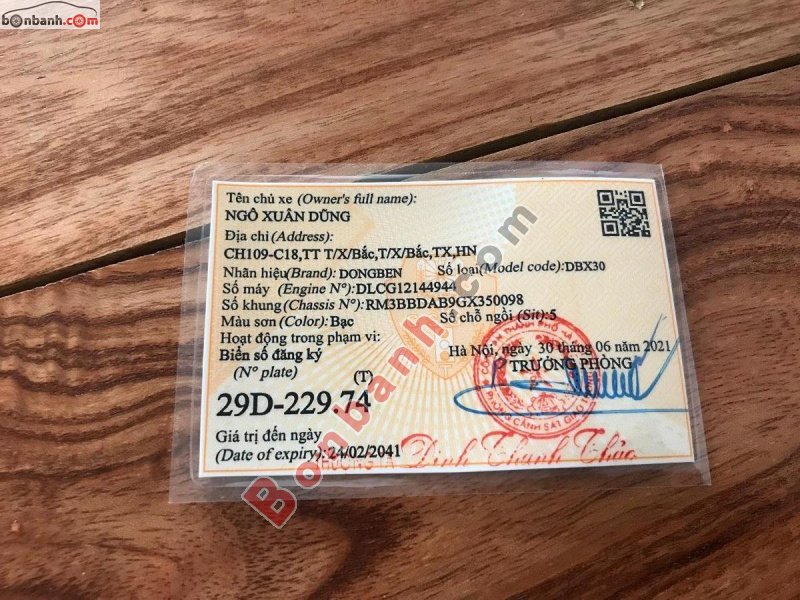 bonbanh.com
Tên chủ xe (Owner's full name):
NGÔ XUÂN DŨNG
Địa chỉ (Address):
CH109-C18,TT T/X/Bắc,T/X/Bắc,TX,HN
Nhãn hiệu(Brand): DONGBEN Số loại(Model code):DBX30
Số máy (Engine N°):DLCG12144944
Số khung (Chassis N°):RM3BBDAB9GX350098
Màu sơn (Color): Bạc Số chỗ ngồi (Sit):5
Hoạt động trong phạm vi:
Hà Nội, ngày 30 tháng 06 năm 2021
Biển số đăng ký
TRƯỞNG PHÒNG
(N° plate)
(T)
29D-229.74
Giá trị đến ngày
(Date of expiry):24/02/2041
Đinh Thanh Thảo
Bonbanh.com